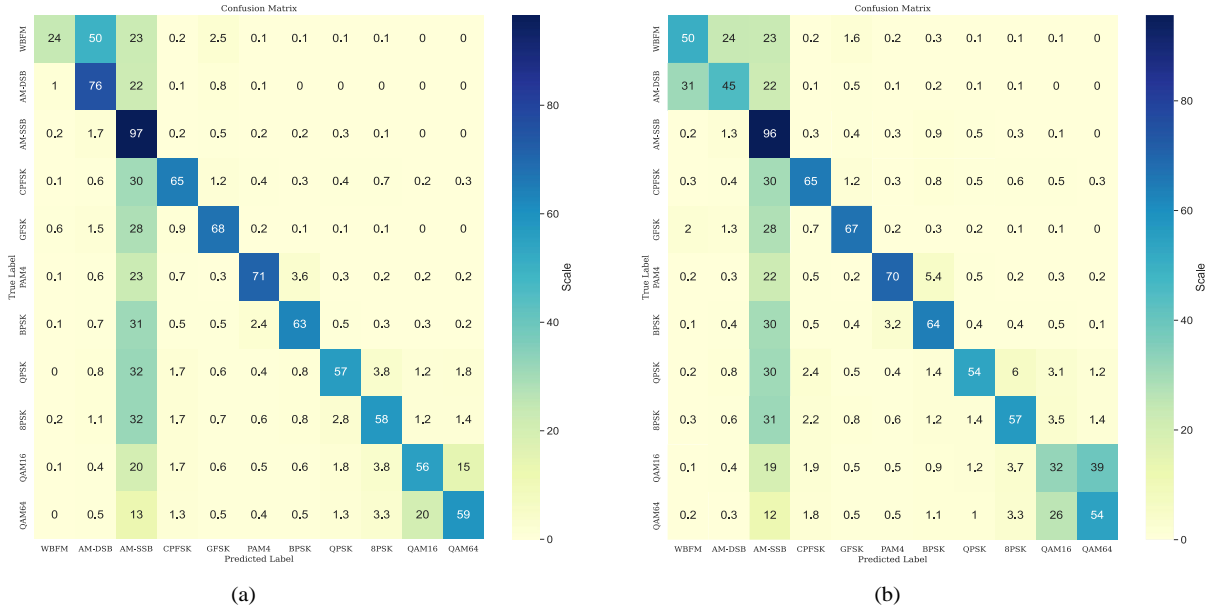 Confusion Matrix
WBFM 24 50 23 0.2 2.5 0.1 0.1 0.1 0.1 0 0
AM-DSB 1 76 22 0.1 0.8 0.1 0 0 0 0 0
AM-SSB 0.2 1.7 97 0.2 0.5 0.2 0.2 0.3 0.1 0 0
CPFSK 0.1 0.6 30 65 1.2 0.4 0.3 0.4 0.7 0.2 0.3
GFSK 0.6 1.5 28 0.9 68 0.2 0.1 0.1 0.1 0 0
PAM4 0.1 0.6 23 0.7 0.3 71 3.6 0.3 0.2 0.2 0.2
BPSK 0.1 0.7 31 0.5 0.5 2.4 63 0.5 0.3 0.3 0.2
QPSK 0 0.8 32 1.7 0.6 0.4 0.8 57 3.8 1.2 1.8
8PSK 0.2 1.1 32 1.7 0.7 0.6 0.8 2.8 58 1.2 1.4
QAM16 0.1 0.4 20 1.7 0.6 0.5 0.6 1.8 3.8 56 15
QAM64 0 0.5 13 1.3 0.5 0.4 0.5 1.3 3.3 20 59
WBFM AM-DSB AM-SSB CPFSK GFSK PAM4 BPSK QPSK 8PSK QAM16 QAM64
Predicted Label
True Label
80
60
40
20
0
Scale
(a)
Confusion Matrix
WBFM 50 24 23 0.2 1.6 0.2 0.3 0.1 0.1 0.1 0
AM-DSB 31 45 22 0.1 0.5 0.1 0.2 0 0 0 0
AM-SSB 0.2 1.3 96 0.3 0.4 0.3 0.9 0.5 0.3 0.1 0
CPFSK 0.3 0.4 30 65 1.2 0.3 0.8 0.5 0.6 0.5 0.3
GFSK 2 1.3 28 0.7 67 0.2 0.3 0.2 0.1 0.1 0
PAM4 0.2 0.3 22 0.5 0.2 70 5.4 0.5 0.2 0.3 0.2
BPSK 0.1 0.4 30 0.5 0.4 3.2 64 0.4 0.4 0.5 0.1
QPSK 0.2 0.8 30 2.4 0.5 0.4 1.4 54 6 3.1 1.2
8PSK 0.3 0.6 31 2.2 0.8 0.6 1.2 1.4 57 3.5 1.4
QAM16 0.1 0.4 19 1.9 0.5 0.5 0.9 1.2 3.7 32 39
QAM64 0.2 0.3 12 1.8 0.5 0.5 1.1 1 3.3 26 54
WBFM AM-DSB AM-SSB CPFSK GFSK PAM4 BPSK QPSK 8PSK QAM16 QAM64
Predicted Label
True Label
80
60
40
20
0
Scale
(b)